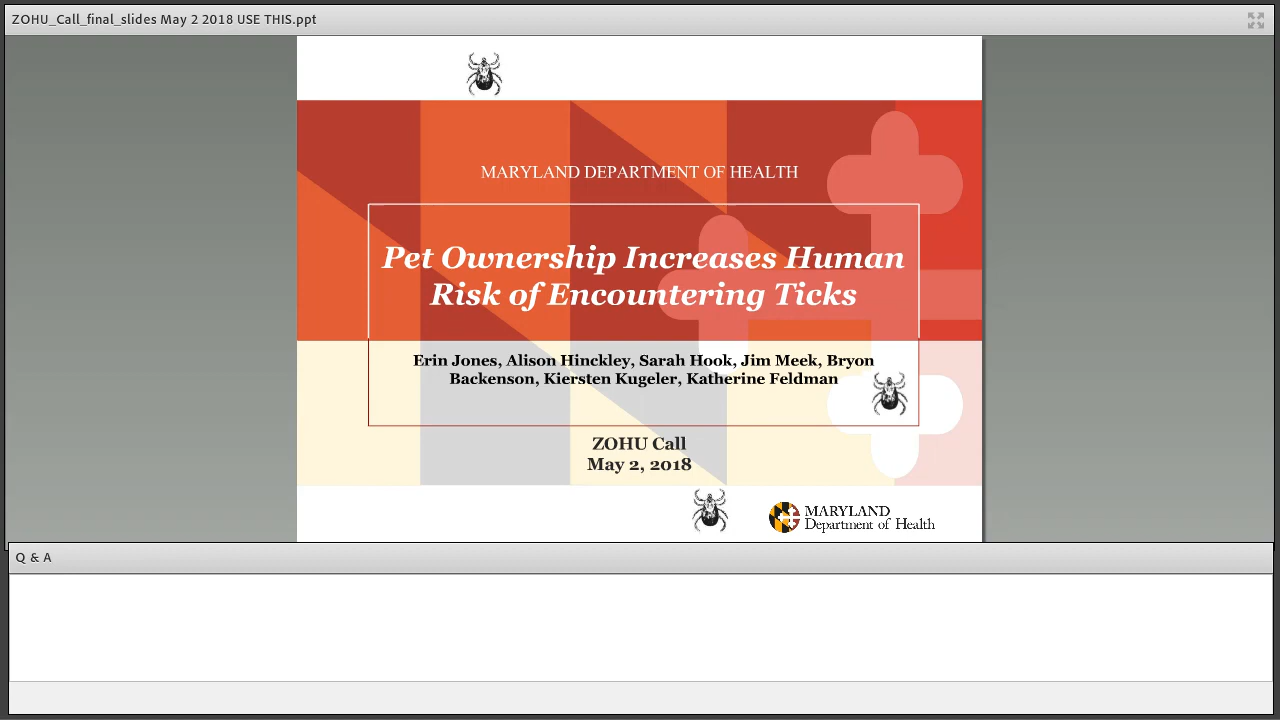 ZOHU_Call_final_slides May 2 2018 USE THIS.ppt
MARYLAND DEPARTMENT OF HEALTH
Pet Ownership Increases Human
Risk of Encountering Ticks
Erin Jones, Alison Hinckley, Sarah Hook, Jim Meek, Bryon
Backenson, Kiersten Kugeler, Katherine Feldman
ZOHU Call
May 2, 2018
MARYLAND
Department of Health
Q & A